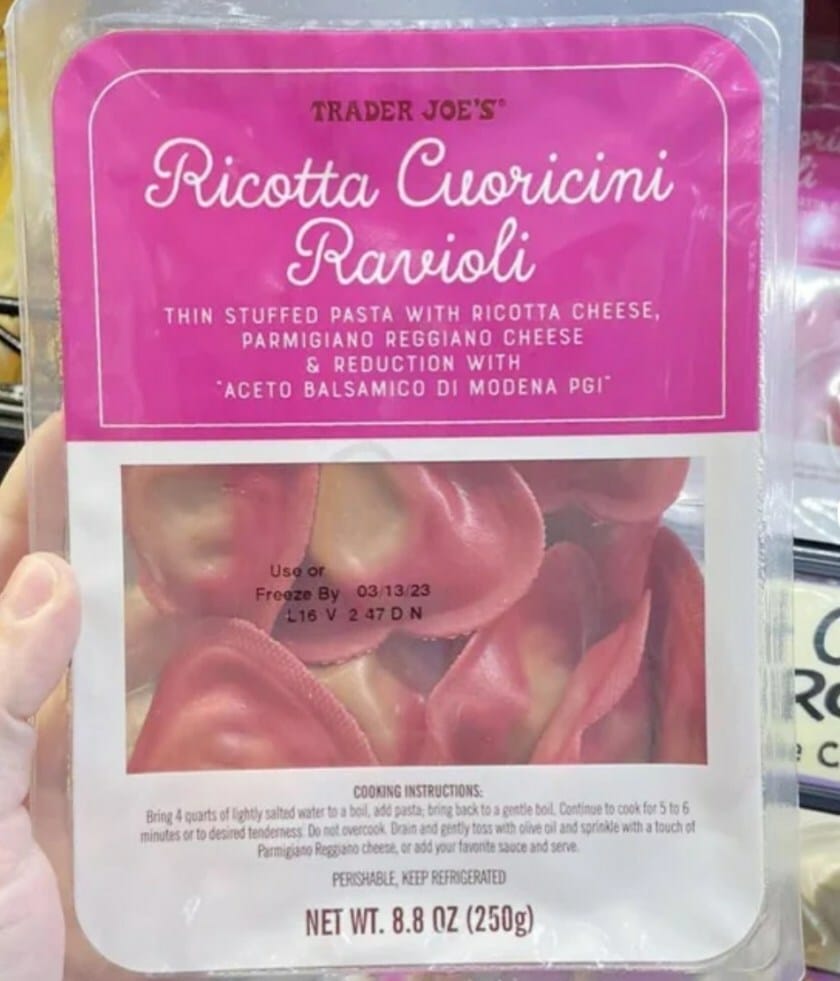 TRADER JOE'S®
Ricotta Cuoricini
Ravioli
THIN STUFFED PASTA WITH RICOTTA CHEESE,
PARMIGIANO REGGIANO CHEESE
& REDUCTION WITH
"ACETO BALSAMICO DI MODENA PGI"
Use or
Freeze By 03/13/23
L16 V 2 47 D N
COOKING INSTRUCTIONS:
Bring 4 quarts of lightly salted water to a boil, add pasta; bring back to a gentle boil. Continue to cook for 5 to 6
minutes or to desired tenderness. Do not overcook. Drain and gently toss with olive oil and sprinkle with a touch of
Parmigiano Reggiano cheese, or add your favorite sauce and serve.
PERISHABLE, KEEP REFRIGERATED
NET WT. 8.8 OZ (250g)